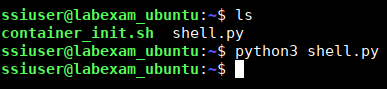 ssiuser@labexam_ubuntu:~$ ls
container_init.sh  shell.py
ssiuser@labexam_ubuntu:~$ python3 shell.py
ssiuser@labexam_ubuntu:~$